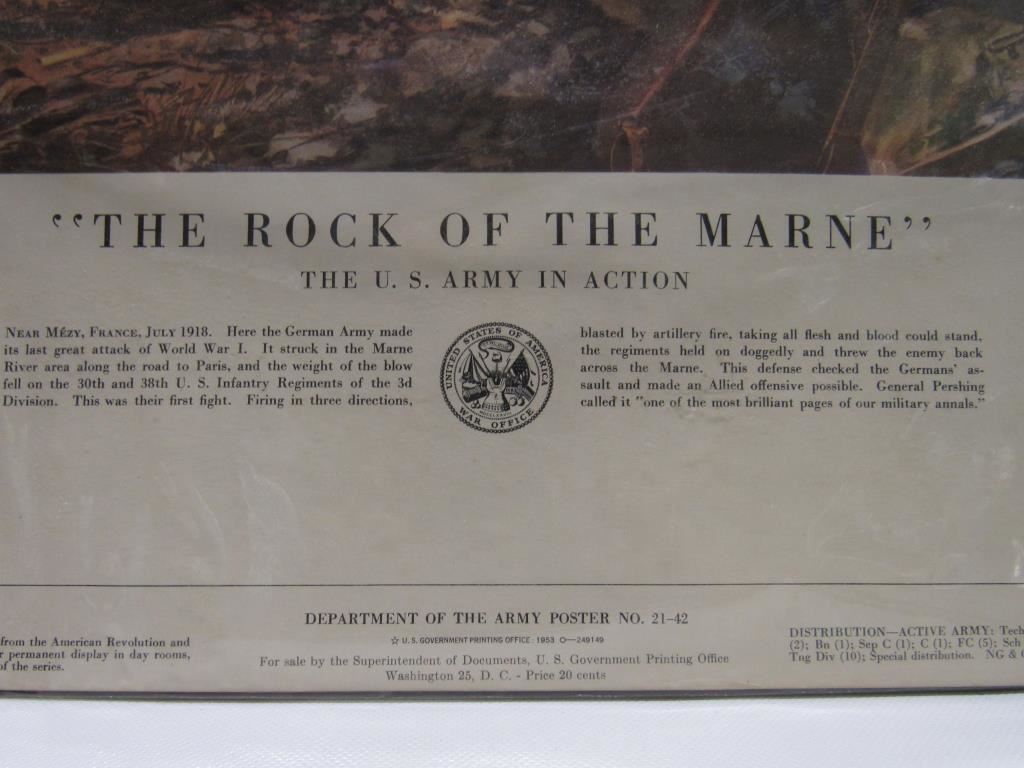 “THE ROCK OF THE MARNE”
THE U. S. ARMY IN ACTION
NEAR MÉZY, FRANCE, JULY 1918. Here the German Army made
its last great attack of World War I. It struck in the Marne
River area along the road to Paris, and the weight of the blow
fell on the 30th and 38th U. S. Infantry Regiments of the 3d
Division. This was their first fight. Firing in three directions,
UNITED STATES OF AMERICA
WAR OFFICE
blasted by artillery fire, taking all flesh and blood could stand,
the regiments held on doggedly and threw the enemy back
across the Marne. This defense checked the Germans' as-
sault and made an Allied offensive possible. General Pershing
called it "one of the most brilliant pages of our military annals."
DEPARTMENT OF THE ARMY POSTER NO. 21–42
☆ U. S. GOVERNMENT PRINTING OFFICE: 1953 O—249149
For sale by the Superintendent of Documents, U. S. Government Printing Office
Washington 25, D. C. - Price 20 cents
from the American Revolution and
permanent display in day rooms,
of the series.
DISTRIBUTION—ACTIVE ARMY: Tech
(2); Bn (1); Sep C (1); C (1); FC (5); Sch
Tng Div (10); Special distribution. NG &